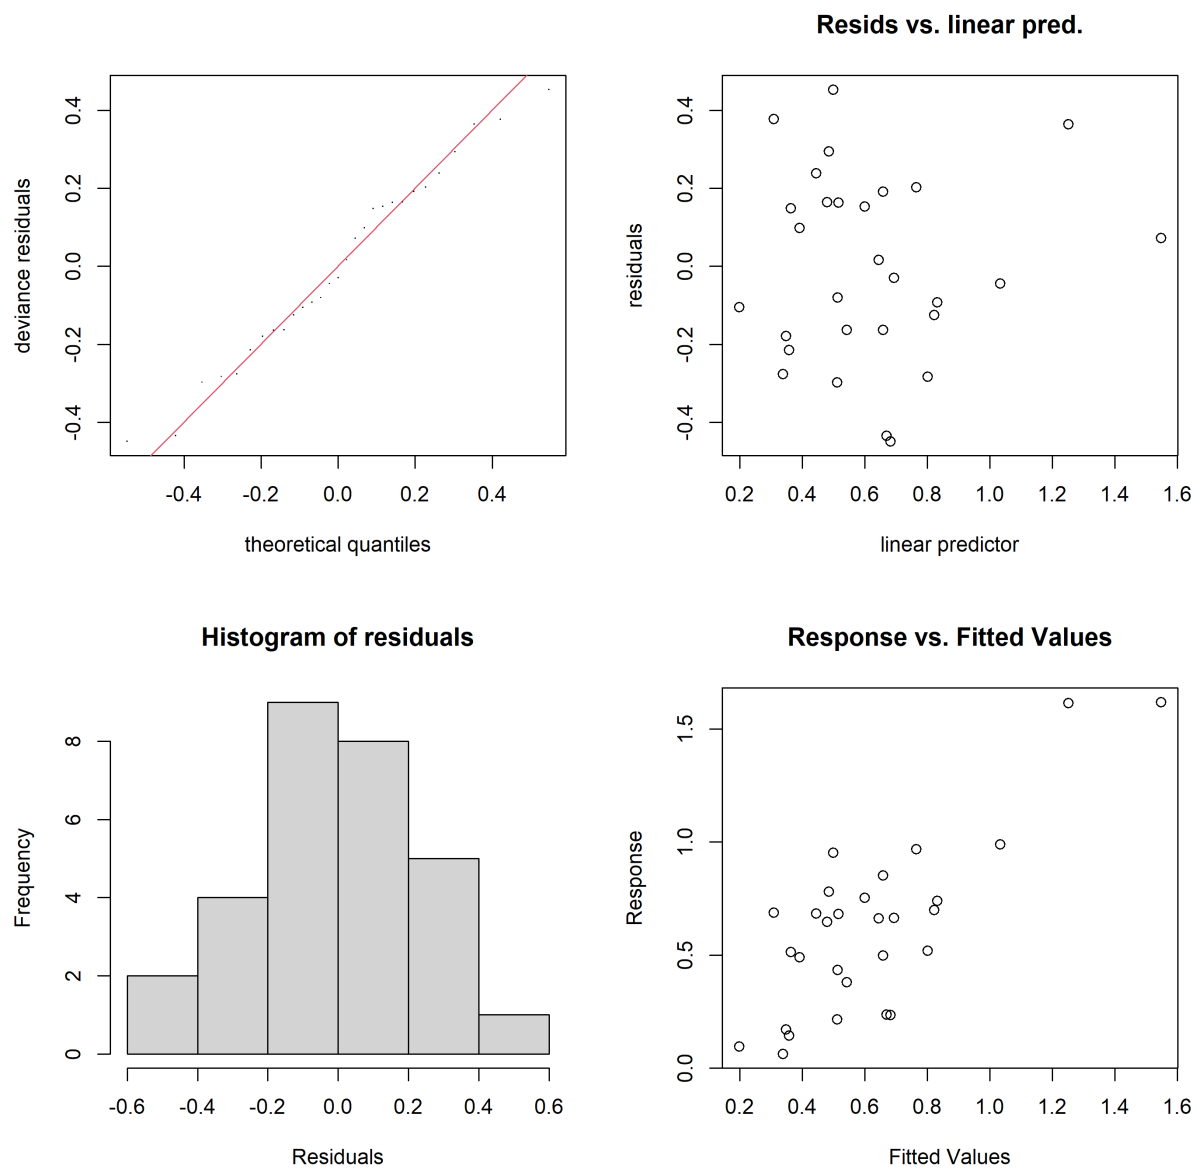 deviance residuals
0.4
0.2
0.0
-0.2
-0.4
-0.4 -0.2 0.0 0.2 0.4
theoretical quantiles
Resids vs. linear pred.
residuals
0.4
0.2
0.0
-0.2
-0.4
0.2 0.4 0.6 0.8 1.0 1.2 1.4 1.6
linear predictor
Histogram of residuals
Frequency
8
6
4
2
0
-0.6 -0.4 -0.2 0.0 0.2 0.4 0.6
Residuals
Response vs. Fitted Values
Response
1.5
1.0
0.5
0.0
0.2 0.4 0.6 0.8 1.0 1.2 1.4 1.6
Fitted Values